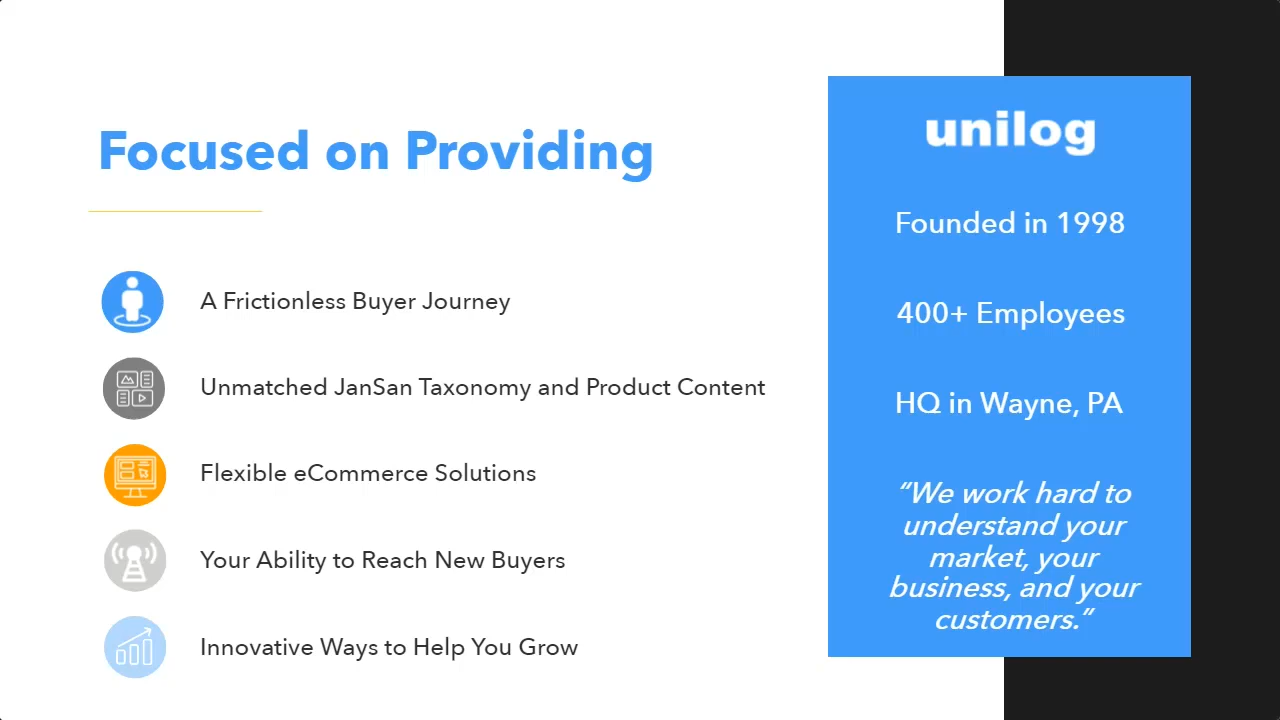 Focused on Providing
A Frictionless Buyer Journey
Unmatched JanSan Taxonomy and Product Content
Flexible eCommerce Solutions
Your Ability to Reach New Buyers
Innovative Ways to Help You Grow
unilog
Founded in 1998
400+ Employees
HQ in Wayne, PA
“We work hard to
understand your
market, your
business, and your
customers.”